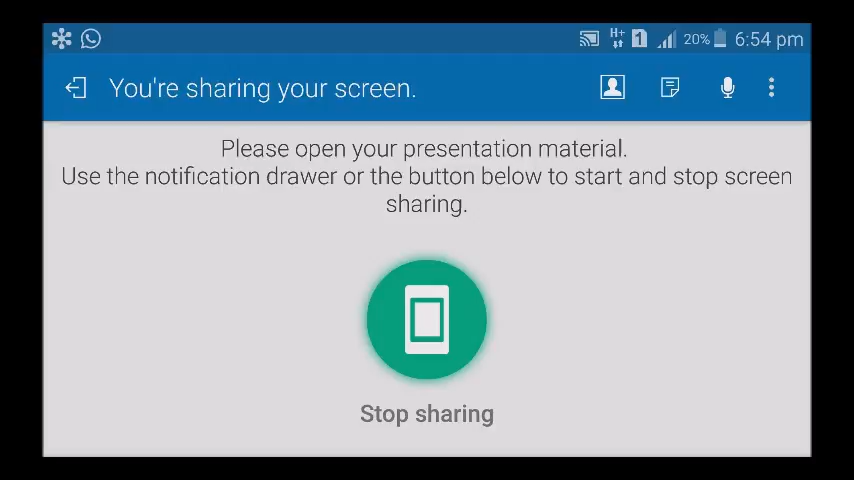 H+ 1 20% 6:54 pm
You're sharing your screen.
Please open your presentation material.
Use the notification drawer or the button below to start and stop screen
sharing.
Stop sharing